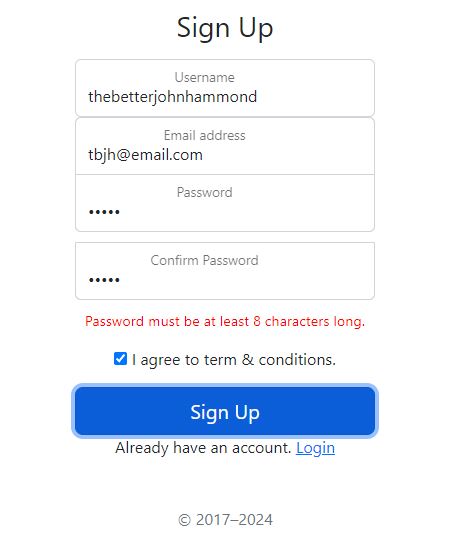 Sign Up
Username
thebetterjohnhammond
Email address
tbjh@email.com
Password
•••••
Confirm Password
•••••
Password must be at least 8 characters long.
I agree to term & conditions.
Sign Up
Already have an account. Login
© 2017–2024